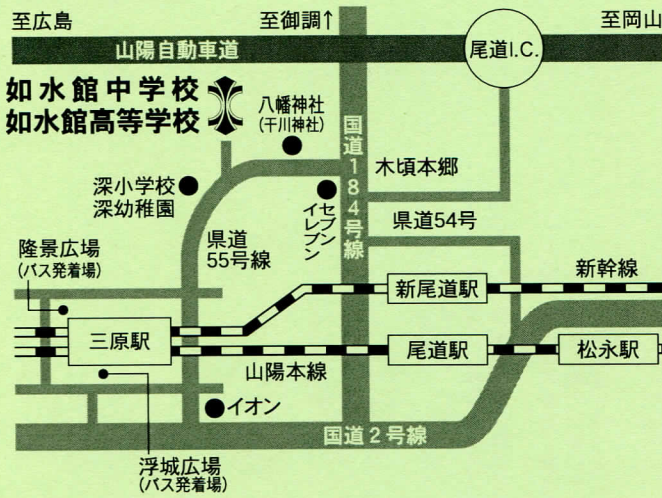 至広島
至御調↑
至岡山
山陽自動車道
尾道I.C.
如水館中学校
如水館高等学校
八幡神社
(干川神社)
国道184号線
木頃本郷
深小学校
深幼稚園
セブン
イレブン
県道54号
県道
55号線
隆景広場
(バス発着場)
新尾道駅
新幹線
三原駅
尾道駅
松永駅
山陽本線
イオン
国道2号線
浮城広場
(バス発着場)